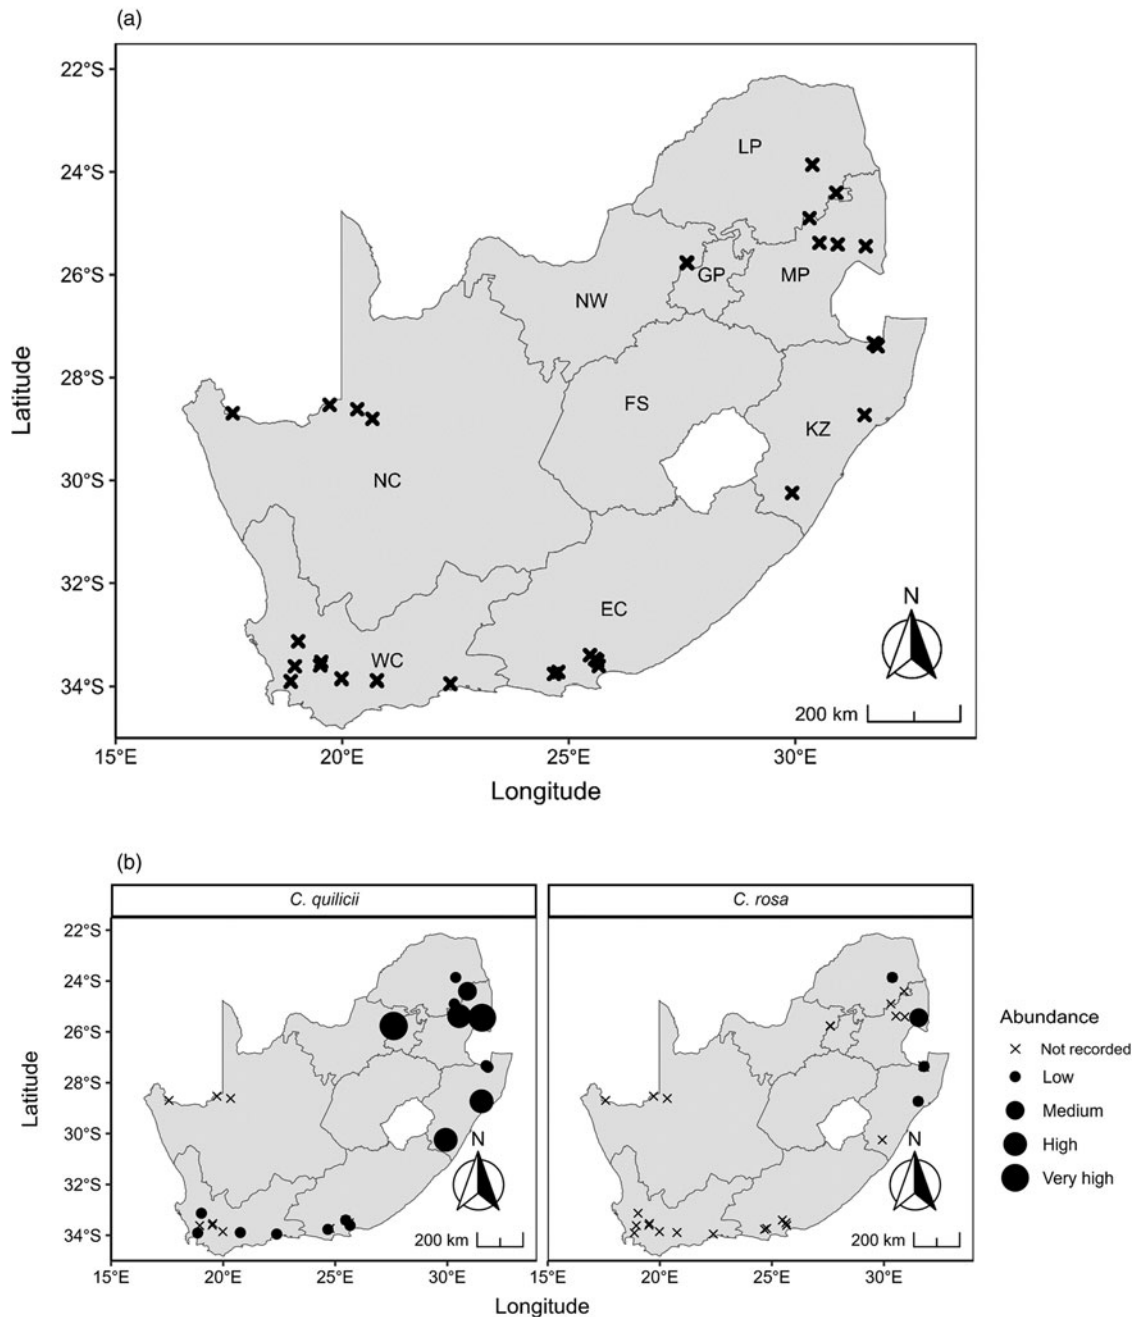 (a)
22°S
24°S
26°S
28°S
30°S
32°S
34°S
Latitude
LP
GP
MP
NW
FS
KZ
NC
EC
WC
N
200 km
15°E
20°E
25°E
30°E
Longitude
(b)
C. quilicii
C. rosa
22°S
24°S
26°S
28°S
30°S
32°S
34°S
Latitude
N
200 km
N
200 km
15°E
20°E
25°E
30°E
15°E
20°E
25°E
30°E
Longitude
Abundance
Not recorded
Low
Medium
High
Very high